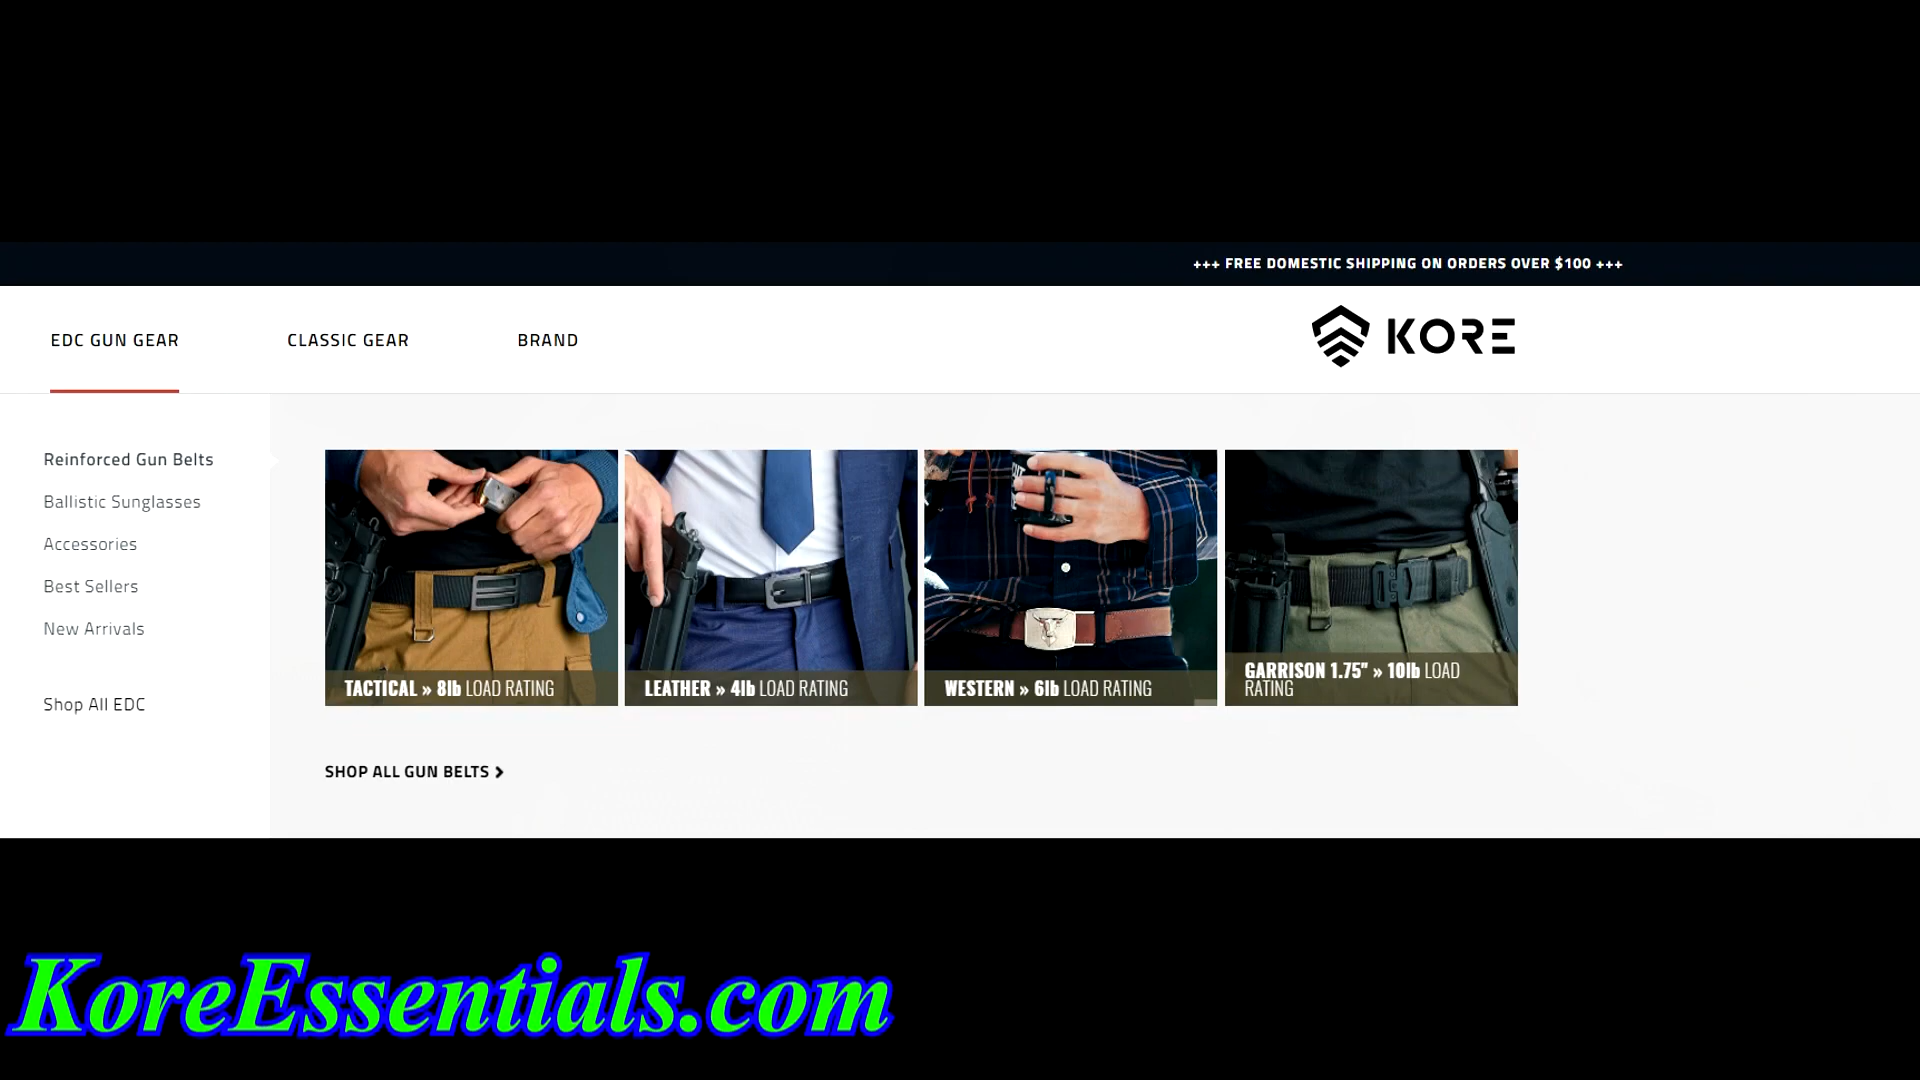 +++ FREE DOMESTIC SHIPPING ON ORDERS OVER $100 +++
EDC GUN GEAR
CLASSIC GEAR
BRAND
KORE
Reinforced Gun Belts
Ballistic Sunglasses
Accessories
Best Sellers
New Arrivals
Shop All EDC
TACTICAL » 8lb LOAD RATING
LEATHER » 4lb LOAD RATING
WESTERN » 6lb LOAD RATING
GARRISON 1.75" » 10lb LOAD
RATING
SHOP ALL GUN BELTS >
KoreEssentials.com